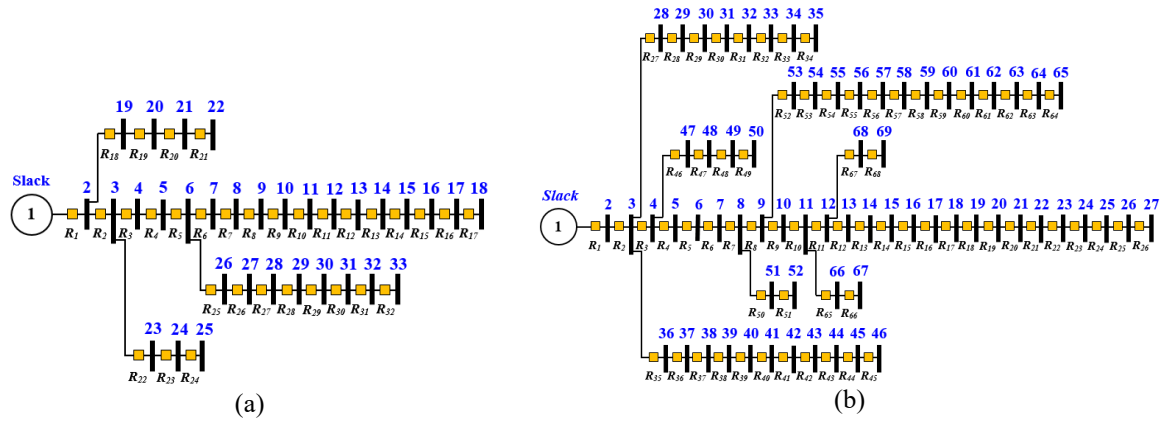 28 29 30 31 32 33 34 35
R27 R28 R29 R30 R31 R32 R33 R34
53 54 55 56 57 58 59 60 61 62 63 64 65
R52 R53 R54 R55 R56 R57 R58 R59 R60 R61 R62 R63 R64
19 20 21 22
R18 R19 R20 R21
47 48 49 50
R46 R47 R48 R49
68 69
R67 R68
Slack
2 3 4 5 6 7 8 9 10 11 12 13 14 15 16 17 18
1
R1 R2 R3 R4 R5 R6 R7 R8 R9 R10 R11 R12 R13 R14 R15 R16 R17
Slack
2 3 4 5 6 7 8 9 10 11 12 13 14 15 16 17 18 19 20 21 22 23 24 25 26 27
1
R1 R2 R3 R4 R5 R6 R7 R8 R9 R10 R11 R12 R13 R14 R15 R16 R17 R18 R19 R20 R21 R22 R23 R24 R25 R26
26 27 28 29 30 31 32 33
R25 R26 R27 R28 R29 R30 R31 R32
51 52
R50 R51
66 67
R65 R66
23 24 25
R22 R23 R24
36 37 38 39 40 41 42 43 44 45 46
R35 R36 R37 R38 R39 R40 R41 R42 R43 R44 R45
(a)
(b)